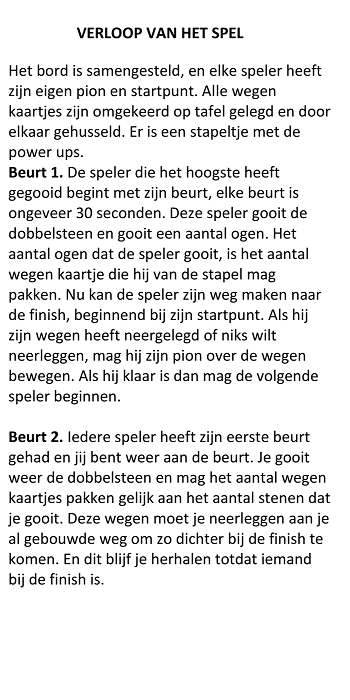 VERLOOP VAN HET SPEL
Het bord is samengesteld, en elke speler heeft
zijn eigen pion en startpunt. Alle wegen
kaartjes zijn omgekeerd op tafel gelegd en door
elkaar gehusseld. Er is een stapeltje met de
power ups.
Beurt 1. De speler die het hoogste heeft
gegooid begint met zijn beurt, elke beurt is
ongeveer 30 seconden. Deze speler gooit de
dobbelsteen en gooit een aantal ogen. Het
aantal ogen dat de speler gooit, is het aantal
wegen kaartje die hij van de stapel mag
pakken. Nu kan de speler zijn weg maken naar
de finish, beginnend bij zijn startpunt. Als hij
zijn wegen heeft neergelegd of niks wilt
neerleggen, mag hij zijn pion over de wegen
bewegen. Als hij klaar is dan mag de volgende
speler beginnen.
Beurt 2. Iedere speler heeft zijn eerste beurt
gehad en jij bent weer aan de beurt. Je gooit
weer de dobbelsteen en mag het aantal wegen
kaartjes pakken gelijk aan het aantal stenen dat
je gooit. Deze wegen moet je neerleggen aan je
al gebouwde weg om zo dichter bij de finish te
komen. En dit blijf je herhalen totdat iemand
bij de finish is.